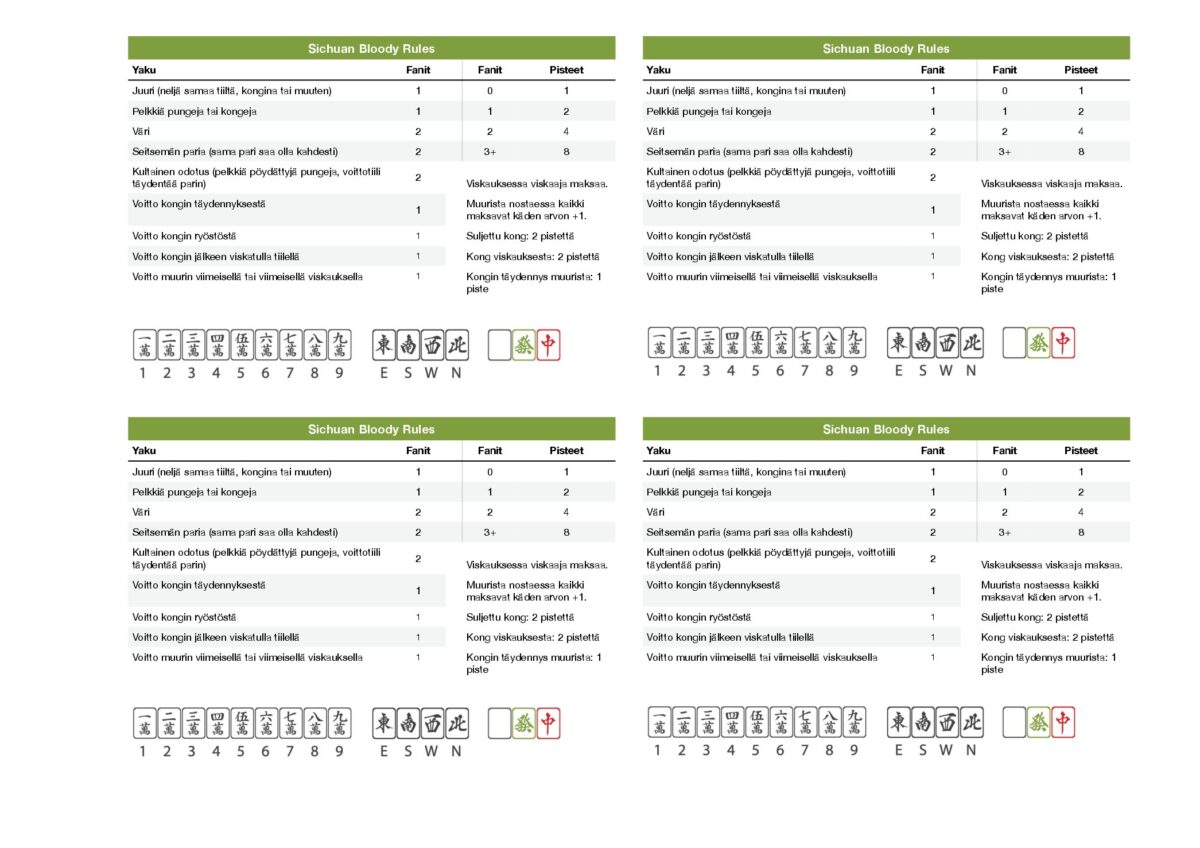 Sichuan Bloody Rules
Yaku Fanit Fanit Pisteet
Juuri (neljä samaa tiiltä, kongina tai muuten) 1 0 1
Pelkkiä pungeja tai kongeja 1 1 2
Väri 2 2 4
Seitsemän paria (sama pari saa olla kahdesti) 2 3+ 8
Kultainen odotus (pelkkiä pöydättyjä pungeja, voittotiili
täydentää parin) 2 Viskauksessa viskaaja maksaa.
Voitto kongin täydennyksestä 1 Muurista nostaessa kaikki
maksavat käden arvon +1.
Voitto kongin ryöstöstä 1 Suljettu kong: 2 pistettä
Voitto kongin jälkeen viskatulla tiilellä 1 Kong viskauksesta: 2 pistettä
Voitto muurin viimeisellä tai viimeisellä viskauksella 1 Kongin täydennys muurista: 1
piste
一萬 二萬 三萬 四萬 伍萬 六萬 七萬 八萬 九萬 東 南 西 北 發 中
1 2 3 4 5 6 7 8 9 E S W N
Sichuan Bloody Rules
Yaku Fanit Fanit Pisteet
Juuri (neljä samaa tiiltä, kongina tai muuten) 1 0 1
Pelkkiä pungeja tai kongeja 1 1 2
Väri 2 2 4
Seitsemän paria (sama pari saa olla kahdesti) 2 3+ 8
Kultainen odotus (pelkkiä pöydättyjä pungeja, voittotiili
täydentää parin) 2 Viskauksessa viskaaja maksaa.
Voitto kongin täydennyksestä 1 Muurista nostaessa kaikki
maksavat käden arvon +1.
Voitto kongin ryöstöstä 1 Suljettu kong: 2 pistettä
Voitto kongin jälkeen viskatulla tiilellä 1 Kong viskauksesta: 2 pistettä
Voitto muurin viimeisellä tai viimeisellä viskauksella 1 Kongin täydennys muurista: 1
piste
一萬 二萬 三萬 四萬 伍萬 六萬 七萬 八萬 九萬 東 南 西 北 發 中
1 2 3 4 5 6 7 8 9 E S W N
Sichuan Bloody Rules
Yaku Fanit Fanit Pisteet
Juuri (neljä samaa tiiltä, kongina tai muuten) 1 0 1
Pelkkiä pungeja tai kongeja 1 1 2
Väri 2 2 4
Seitsemän paria (sama pari saa olla kahdesti) 2 3+ 8
Kultainen odotus (pelkkiä pöydättyjä pungeja, voittotiili
täydentää parin) 2 Viskauksessa viskaaja maksaa.
Voitto kongin täydennyksestä 1 Muurista nostaessa kaikki
maksavat käden arvon +1.
Voitto kongin ryöstöstä 1 Suljettu kong: 2 pistettä
Voitto kongin jälkeen viskatulla tiilellä 1 Kong viskauksesta: 2 pistettä
Voitto muurin viimeisellä tai viimeisellä viskauksella 1 Kongin täydennys muurista: 1
piste
一萬 二萬 三萬 四萬 伍萬 六萬 七萬 八萬 九萬 東 南 西 北 發 中
1 2 3 4 5 6 7 8 9 E S W N
Sichuan Bloody Rules
Yaku Fanit Fanit Pisteet
Juuri (neljä samaa tiiltä, kongina tai muuten) 1 0 1
Pelkkiä pungeja tai kongeja 1 1 2
Väri 2 2 4
Seitsemän paria (sama pari saa olla kahdesti) 2 3+ 8
Kultainen odotus (pelkkiä pöydättyjä pungeja, voittotiili
täydentää parin) 2 Viskauksessa viskaaja maksaa.
Voitto kongin täydennyksestä 1 Muurista nostaessa kaikki
maksavat käden arvon +1.
Voitto kongin ryöstöstä 1 Suljettu kong: 2 pistettä
Voitto kongin jälkeen viskatulla tiilellä 1 Kong viskauksesta: 2 pistettä
Voitto muurin viimeisellä tai viimeisellä viskauksella 1 Kongin täydennys muurista: 1
piste
一萬 二萬 三萬 四萬 伍萬 六萬 七萬 八萬 九萬 東 南 西 北 發 中
1 2 3 4 5 6 7 8 9 E S W N